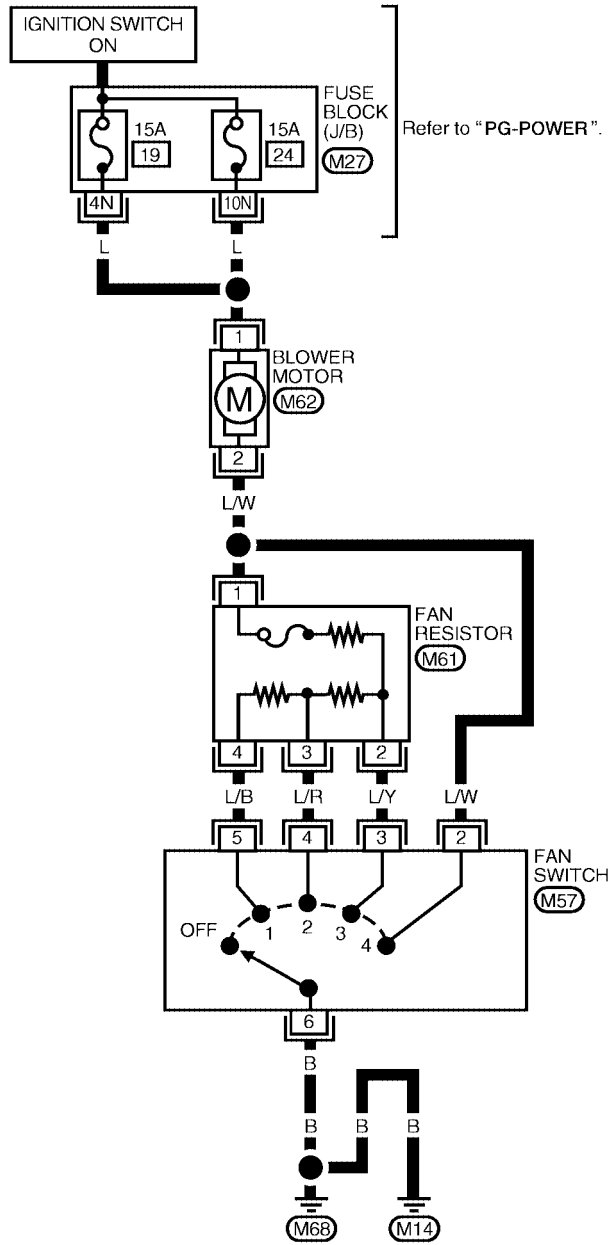 IGNITION SWITCH
ON
FUSE
BLOCK
(J/B)
M27
Refer to “PG-POWER”.
15A
19
15A
24
4N
10N
L
L
1
BLOWER
MOTOR
M62
M
2
L/W
1
FAN
RESISTOR
M61
4
3
2
L/B
L/R
L/Y
L/W
5
4
3
2
FAN
SWITCH
M57
OFF
1
2
3
4
6
B
B
B
B
M68
M14